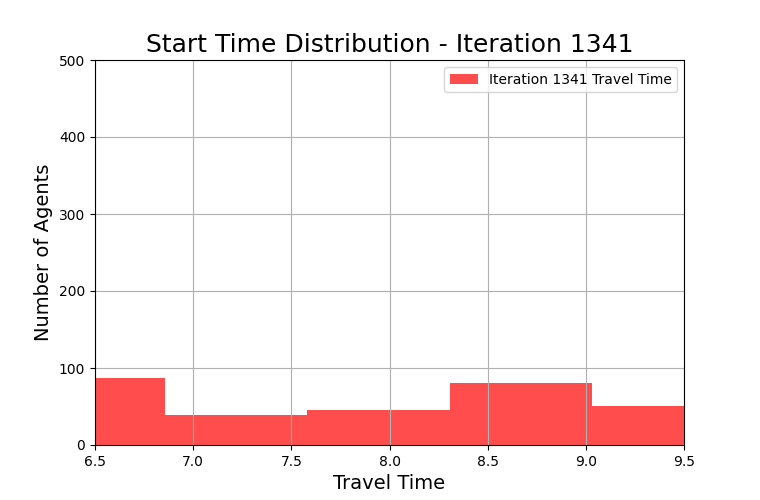 Start Time Distribution - Iteration 1341
Iteration 1341 Travel Time
Number of Agents
500
400
300
200
100
0
6.5 7.0 7.5 8.0 8.5 9.0 9.5
Travel Time